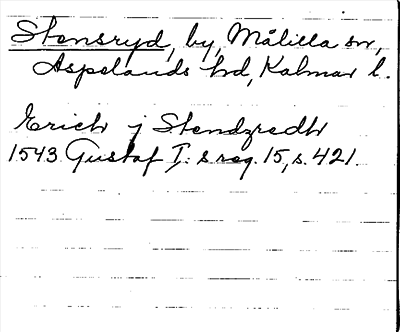 Stensryd, by, Målilla sn,
Aspelands hd, Kalmar l.
Erich j Stendzredh
1543 Gustaf I: s reg. 15, s. 421.